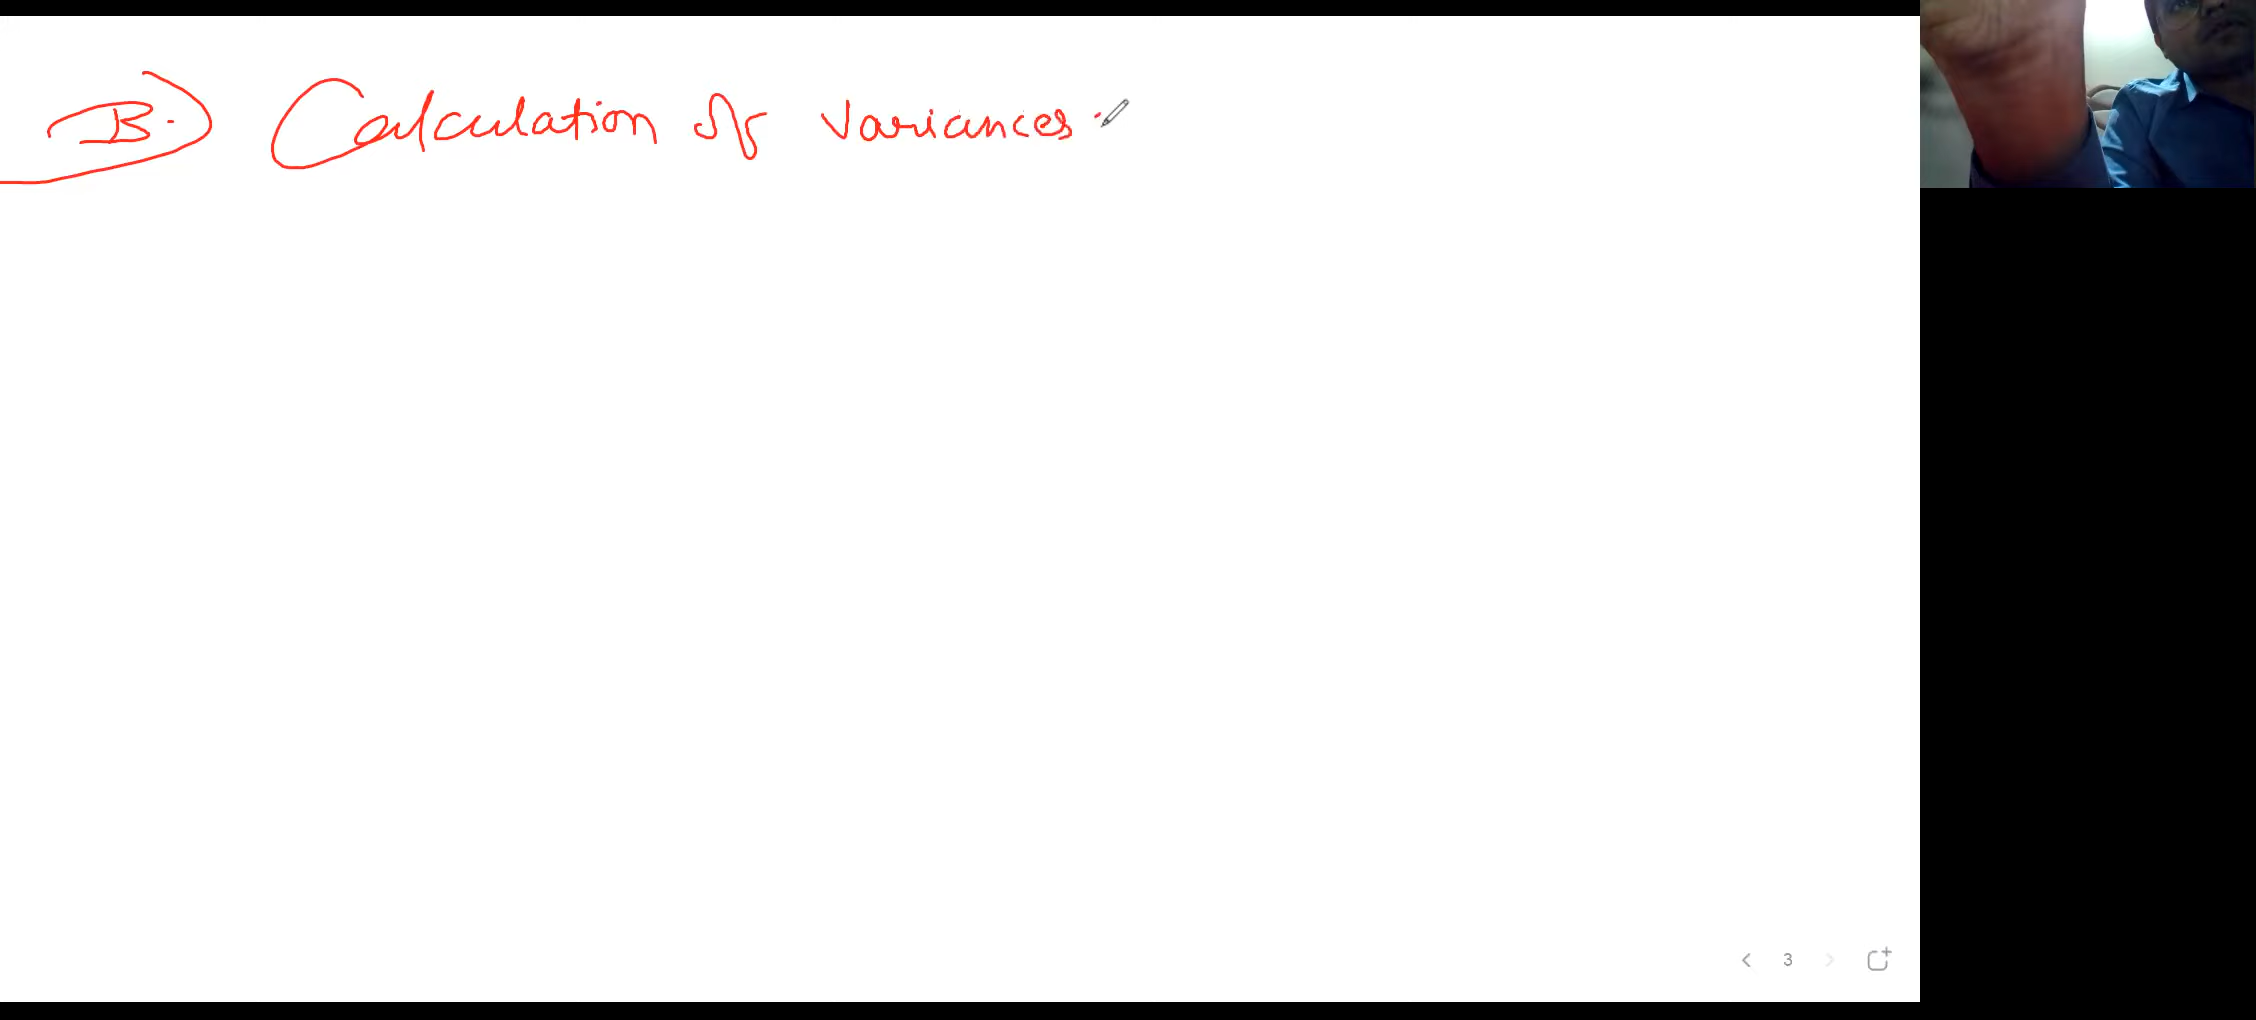 B.) Calculation of variances :
3